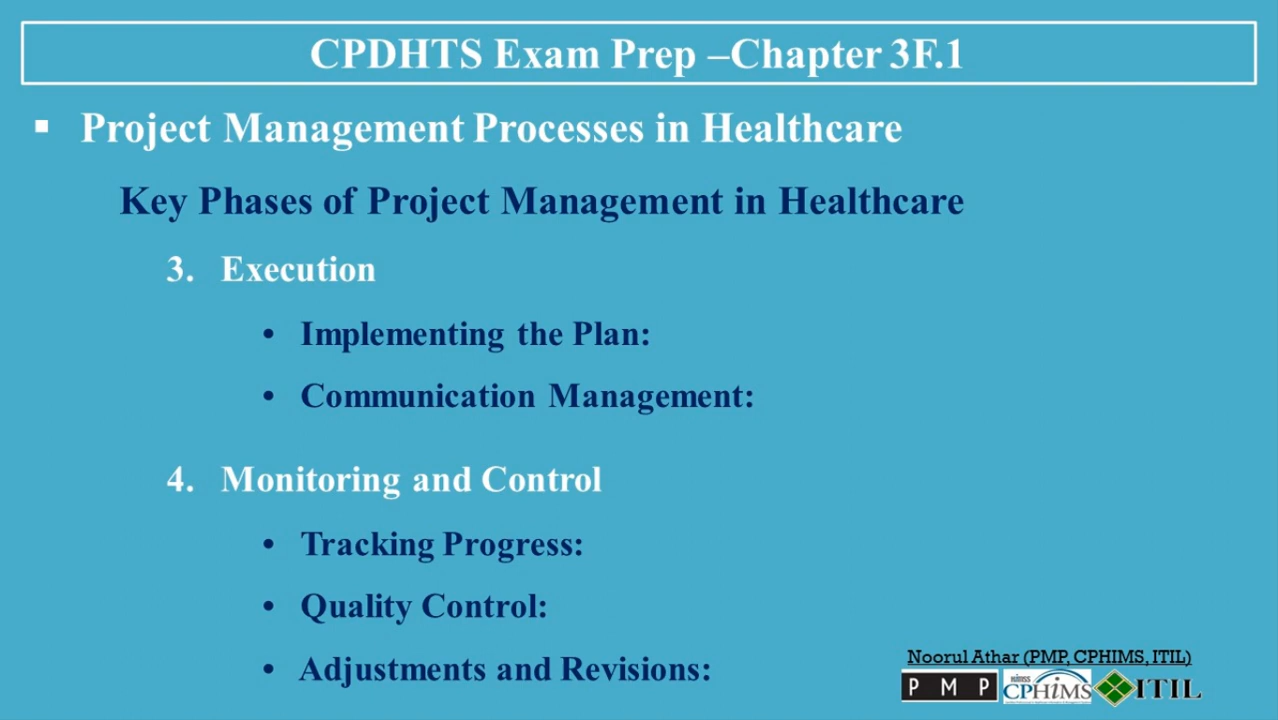 CPDHTS Exam Prep –Chapter 3F.1
▪ Project Management Processes in Healthcare
Key Phases of Project Management in Healthcare
3. Execution
• Implementing the Plan:
• Communication Management:
4. Monitoring and Control
• Tracking Progress:
• Quality Control:
• Adjustments and Revisions:
Noorul Athar (PMP, CPHIMS, ITIL)
PMP himss CPHIMS ITIL